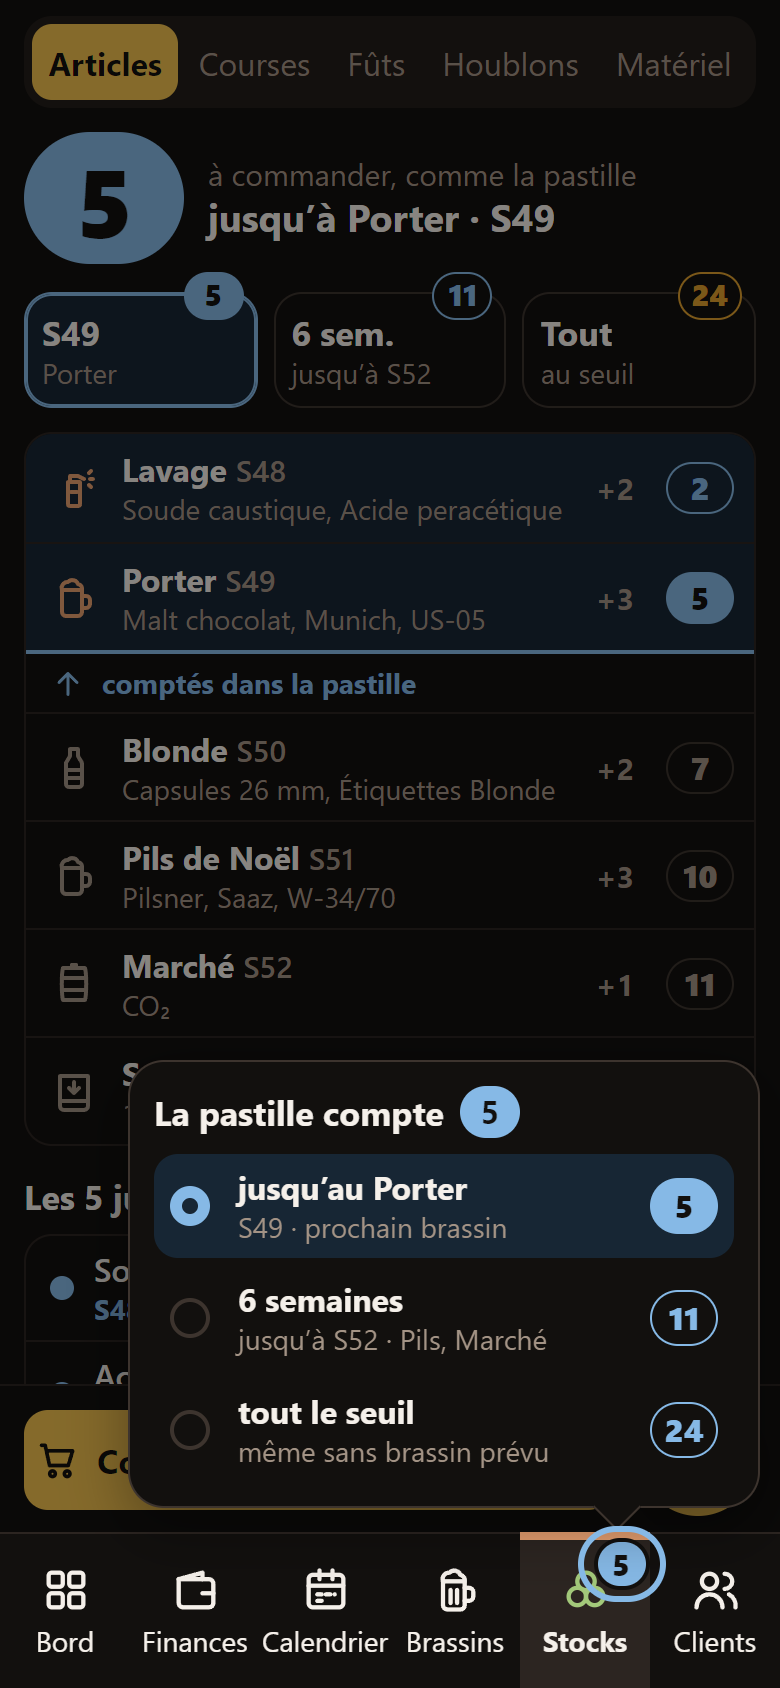 Articles Courses Fûts Houblons Matériel
5
à commander, comme la pastille
jusqu’à Porter · S49
5
S49
Porter
11
6 sem.
jusqu’à S52
24
Tout
au seuil
Lavage S48
Soude caustique, Acide peracétique
+2
2
Porter S49
Malt chocolat, Munich, US-05
+3
5
↑ comptés dans la pastille
Blonde S50
Capsules 26 mm, Étiquettes Blonde
+2
7
Pils de Noël S51
Pilsner, Saaz, W-34/70
+3
10
Marché S52
CO₂
+1
11
Les 5
La pastille compte 5
jusqu’au Porter
S49 · prochain brassin
5
6 semaines
jusqu’à S52 · Pils, Marché
11
tout le seuil
même sans brassin prévu
24
5
Bord Finances Calendrier Brassins Stocks Clients